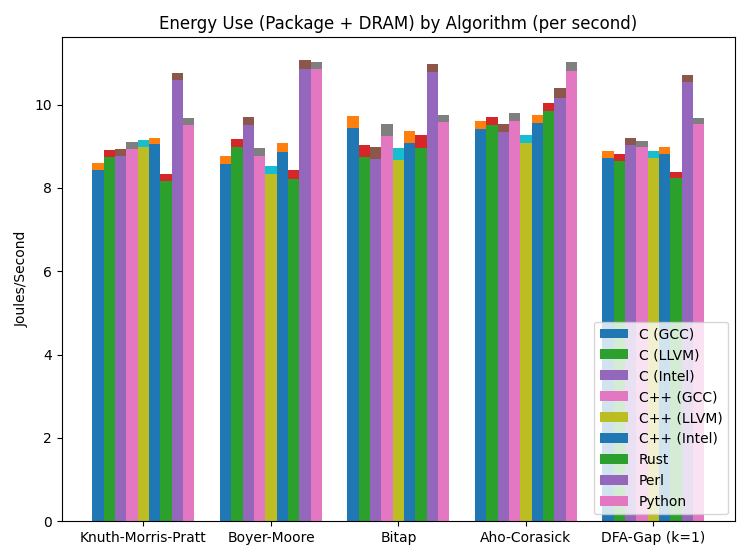 Energy Use (Package + DRAM) by Algorithm (per second)
Joules/Second
10
8
6
4
2
0
C (GCC)
C (LLVM)
C (Intel)
C++ (GCC)
C++ (LLVM)
C++ (Intel)
Rust
Perl
Python
Knuth-Morris-Pratt
Boyer-Moore
Bitap
Aho-Corasick
DFA-Gap (k=1)